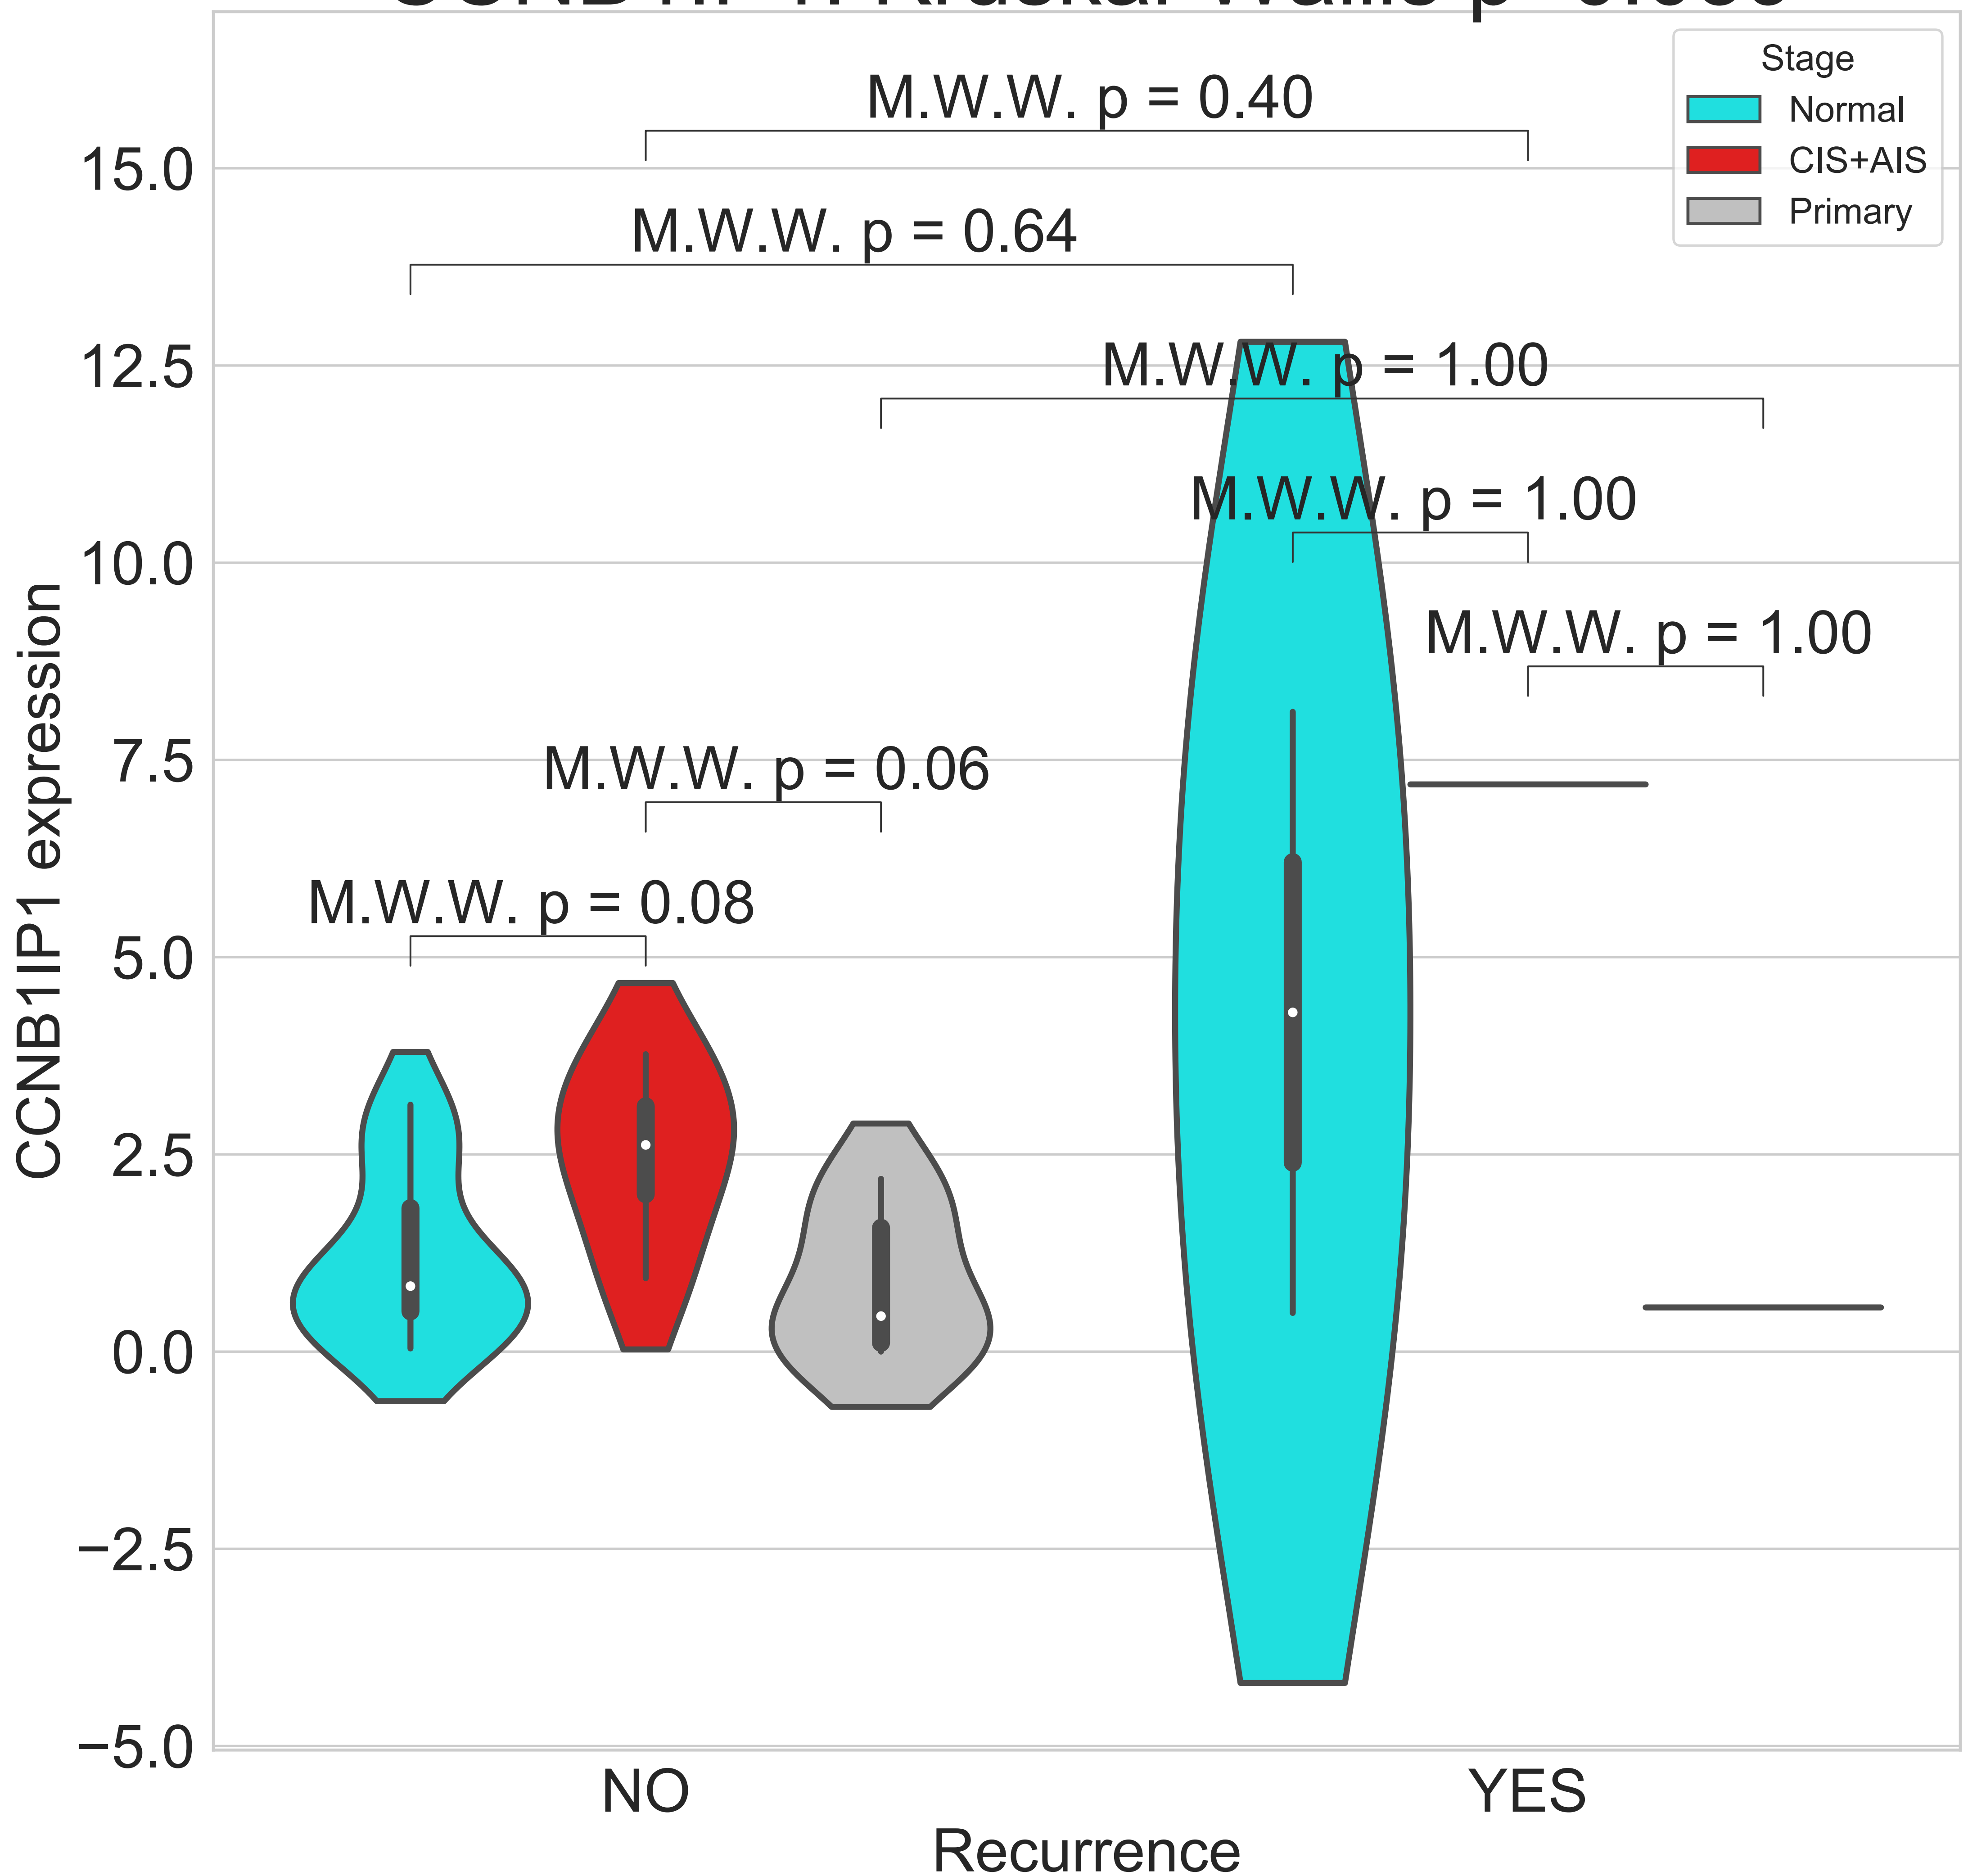 Stage
Normal
CIS+AIS
Primary
M.W.W. p = 0.40
M.W.W. p = 0.64
M.W.W. p = 1.00
M.W.W. p = 1.00
M.W.W. p = 1.00
M.W.W. p = 0.06
M.W.W. p = 0.08
CCNB1IP1 expression
15.0
12.5
10.0
7.5
5.0
2.5
0.0
−2.5
−5.0
NO
YES
Recurrence